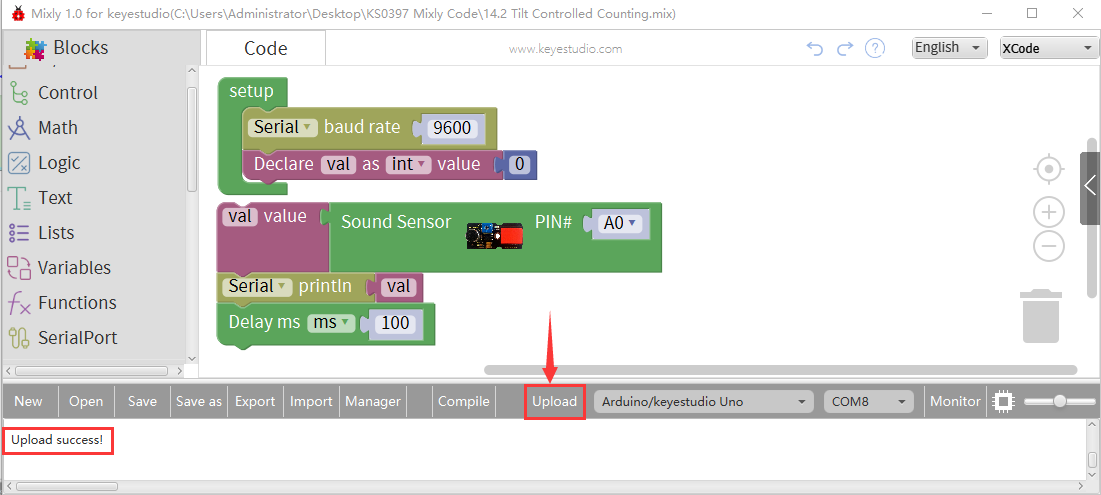 Mixly 1.0 for keyestudio(C:\Users\Administrator\Desktop\KS0397 Mixly Code\14.2 Tilt Controlled Counting.mix)
Blocks
Code
www.keyestudio.com
English
XCode
Control
Math
Logic
Text
Lists
Variables
Functions
SerialPort
setup
Serial baud rate 9600
Declare val as int value 0
val value Sound Sensor PIN# A0
Serial println val
Delay ms ms 100
New Open Save Save as Export Import Manager Compile Upload Arduino/keyestudio Uno COM8 Monitor
Upload success!